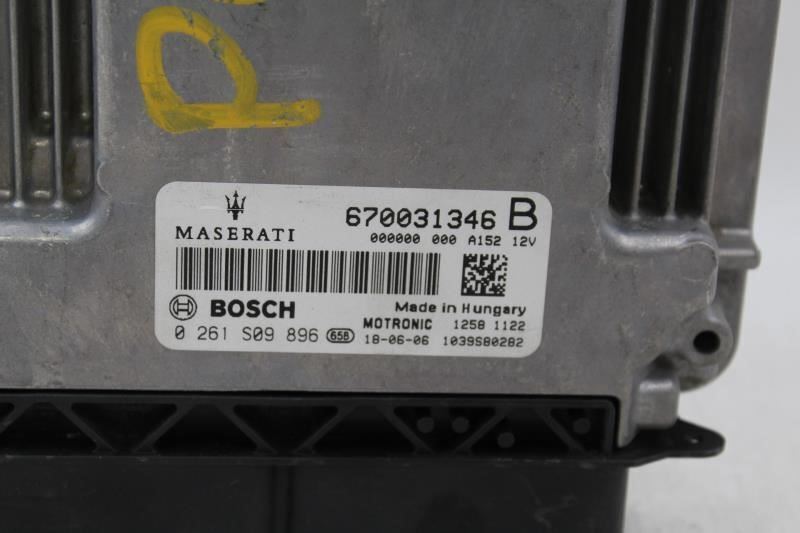 P
MASERATI
670031346 B
000000 000 A152 12V
BOSCH
Made in Hungary
MOTRONIC 1258 1122
0 261 S09 896 65B 18-06-06 1039S80282